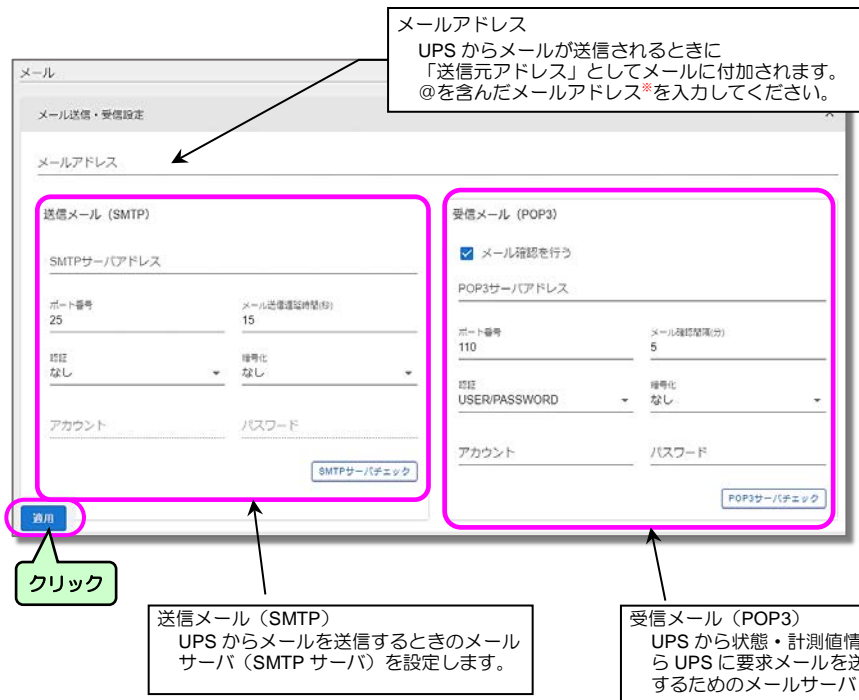 メールアドレス
UPS からメールが送信されるときに
「送信元アドレス」としてメールに付加されます。
@を含んだメールアドレス※を入力してください。
メール
メール送信・受信設定
メールアドレス
送信メール（SMTP）
SMTPサーバアドレス
ポート番号
25
メール送信遅延時間(秒)
15
認証
なし
暗号化
なし
アカウント
パスワード
SMTPサーバチェック
受信メール（POP3）
メール確認を行う
POP3サーバアドレス
ポート番号
110
メール確認間隔(分)
5
認証
USER/PASSWORD
暗号化
なし
アカウント
パスワード
POP3サーバチェック
適用
クリック
送信メール（SMTP）
UPS からメールを送信するときのメール
サーバ（SMTP サーバ）を設定します。
受信メール（POP3）
UPS から状態・計測値情
ら UPS に要求メールを送
するためのメールサーバ